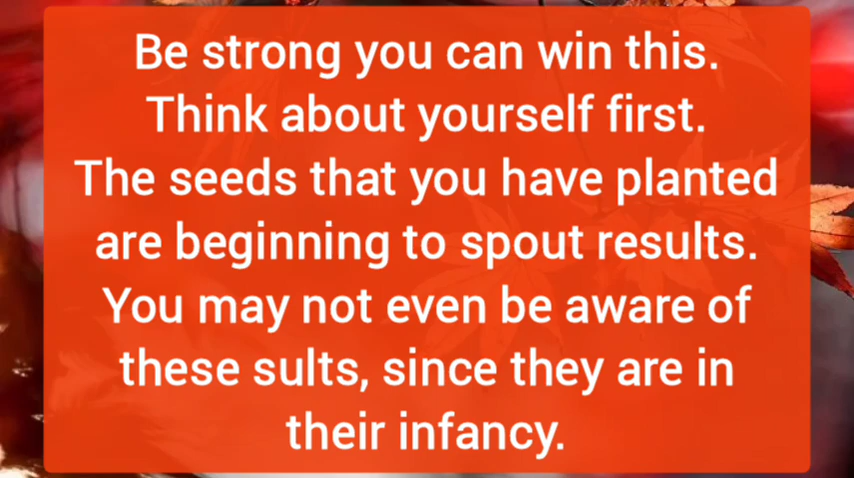 Be strong you can win this.
Think about yourself first.
The seeds that you have planted
are beginning to spout results.
You may not even be aware of
these sults, since they are in
their infancy.